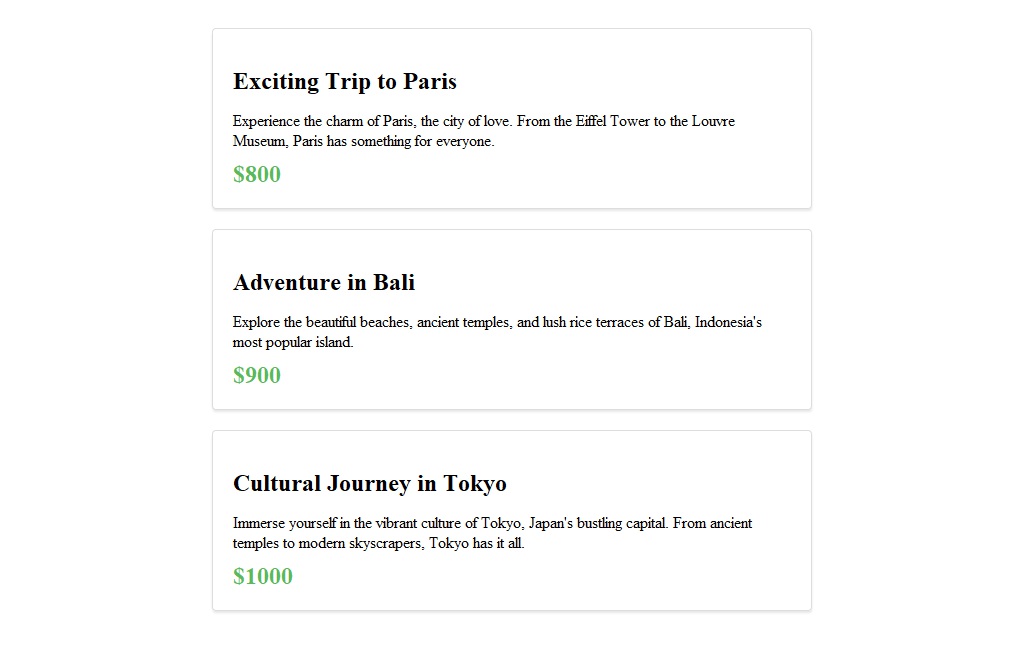 Exciting Trip to Paris
Experience the charm of Paris, the city of love. From the Eiffel Tower to the Louvre
Museum, Paris has something for everyone.
$800
Adventure in Bali
Explore the beautiful beaches, ancient temples, and lush rice terraces of Bali, Indonesia's
most popular island.
$900
Cultural Journey in Tokyo
Immerse yourself in the vibrant culture of Tokyo, Japan's bustling capital. From ancient
temples to modern skyscrapers, Tokyo has it all.
$1000